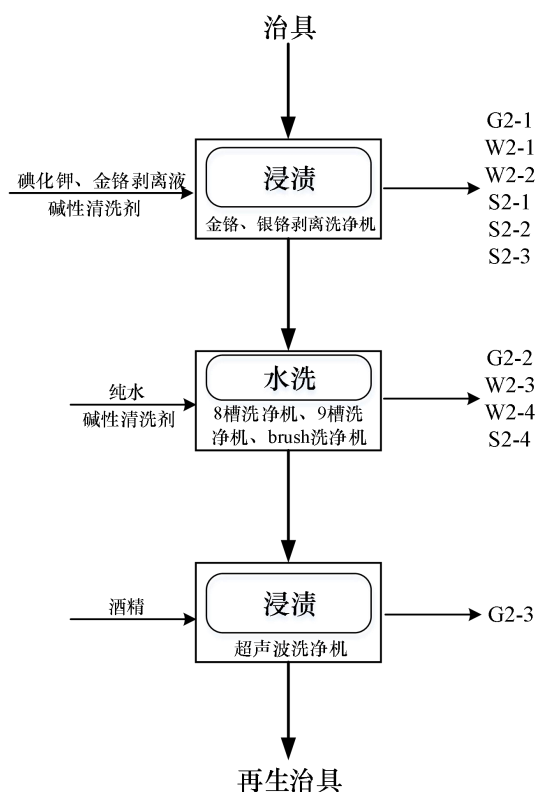 治具
碘化钾、金铬剥离液
碱性清洗剂
浸渍
金铬、银铬剥离洗净机
G2-1
W2-1
W2-2
S2-1
S2-2
S2-3
纯水
碱性清洗剂
水洗
8槽洗净机、9槽洗
净机、brush洗净机
G2-2
W2-3
W2-4
S2-4
酒精
浸渍
超声波洗净机
G2-3
再生治具